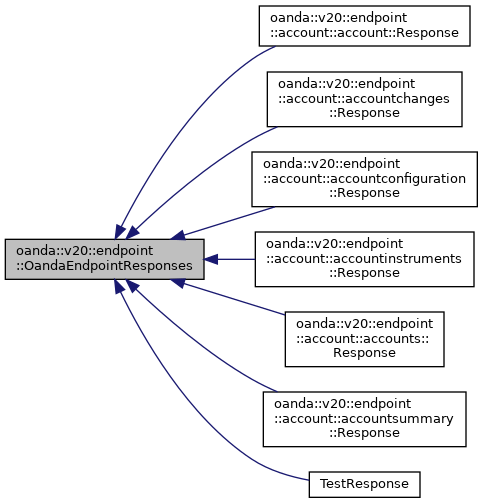 oanda::v20::endpoint
::account::account::Response
oanda::v20::endpoint
::account::accountchanges
::Response
oanda::v20::endpoint
::account::accountconfiguration
::Response
oanda::v20::endpoint
::OandaEndpointResponses
oanda::v20::endpoint
::account::accountinstruments
::Response
oanda::v20::endpoint
::account::accounts::
Response
oanda::v20::endpoint
::account::accountsummary
::Response
TestResponse